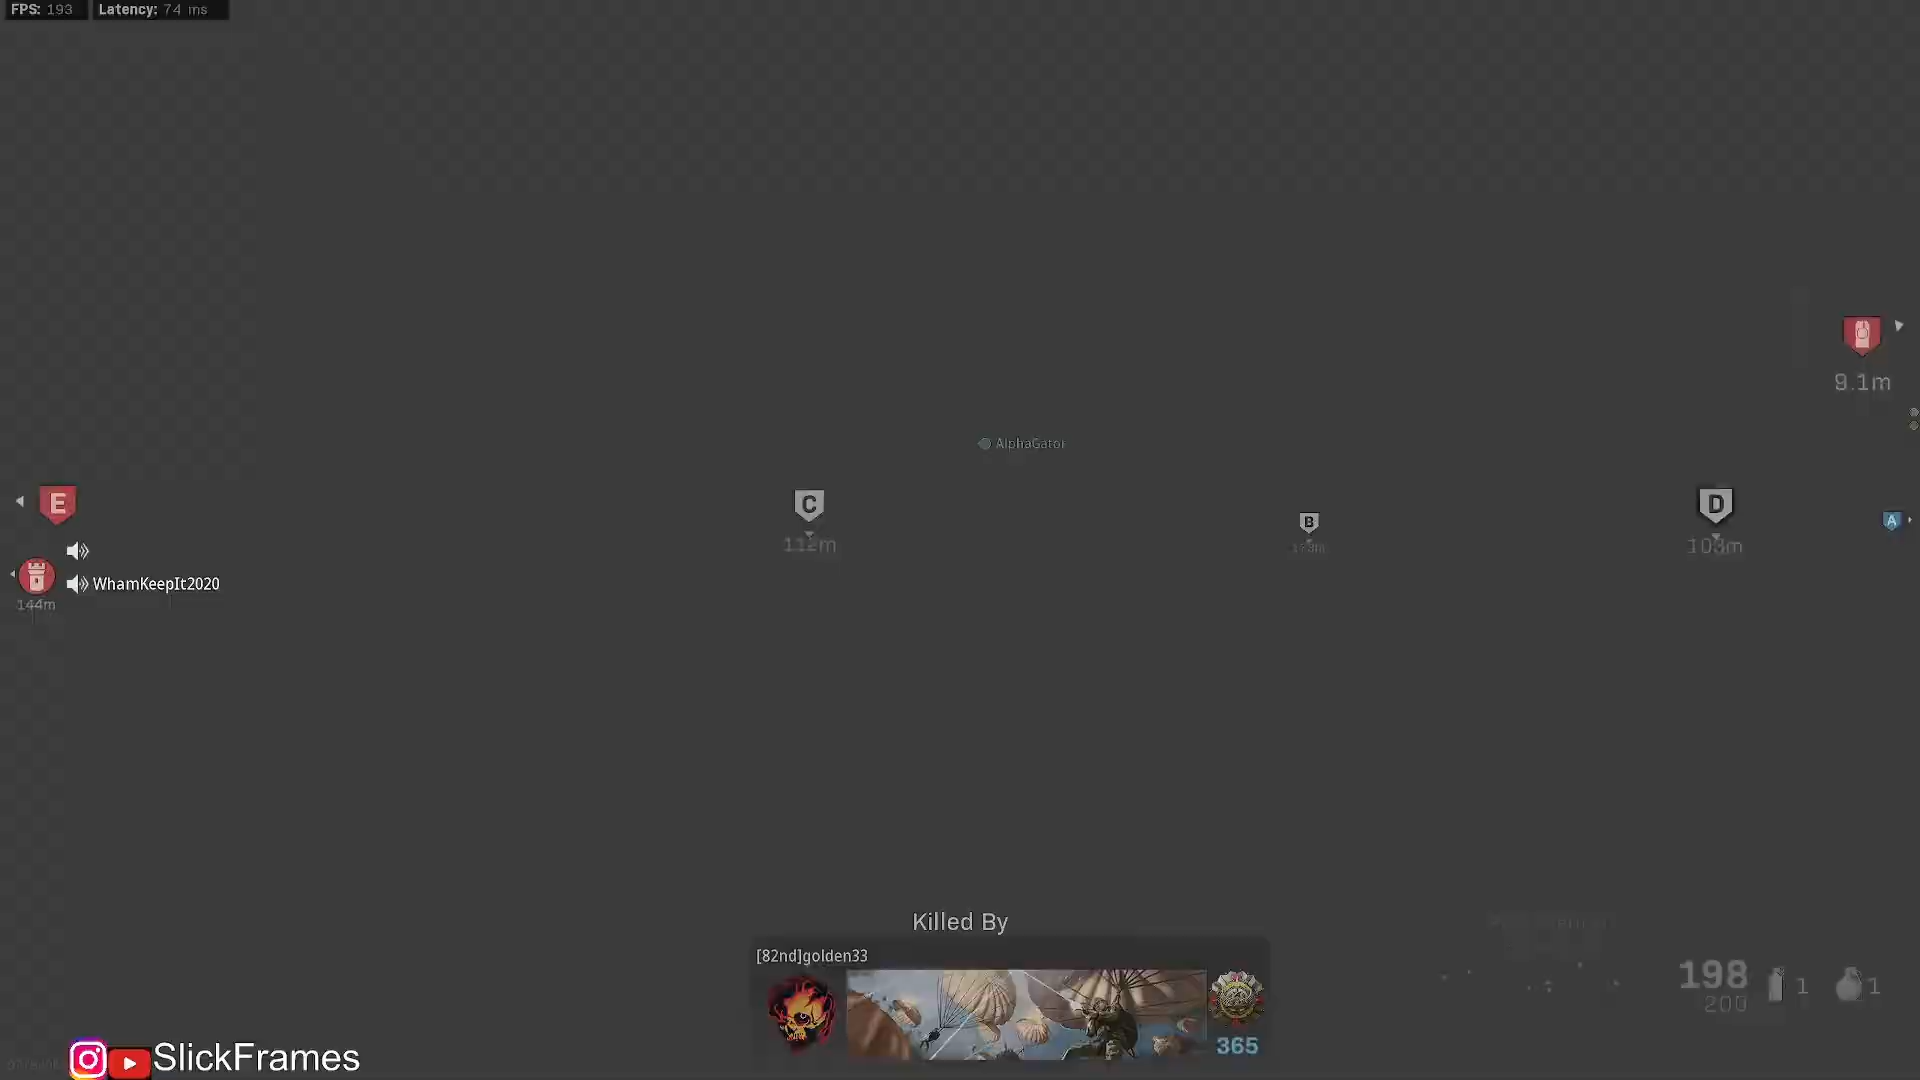 FPS: 193 Latency: 74 ms
9.1m
AlphaGator
E
C
B
D
A
112m
103m
WhamKeepIt2020
144m
Killed By
[82nd]golden33
198
200
1
1
365
SlickFrames